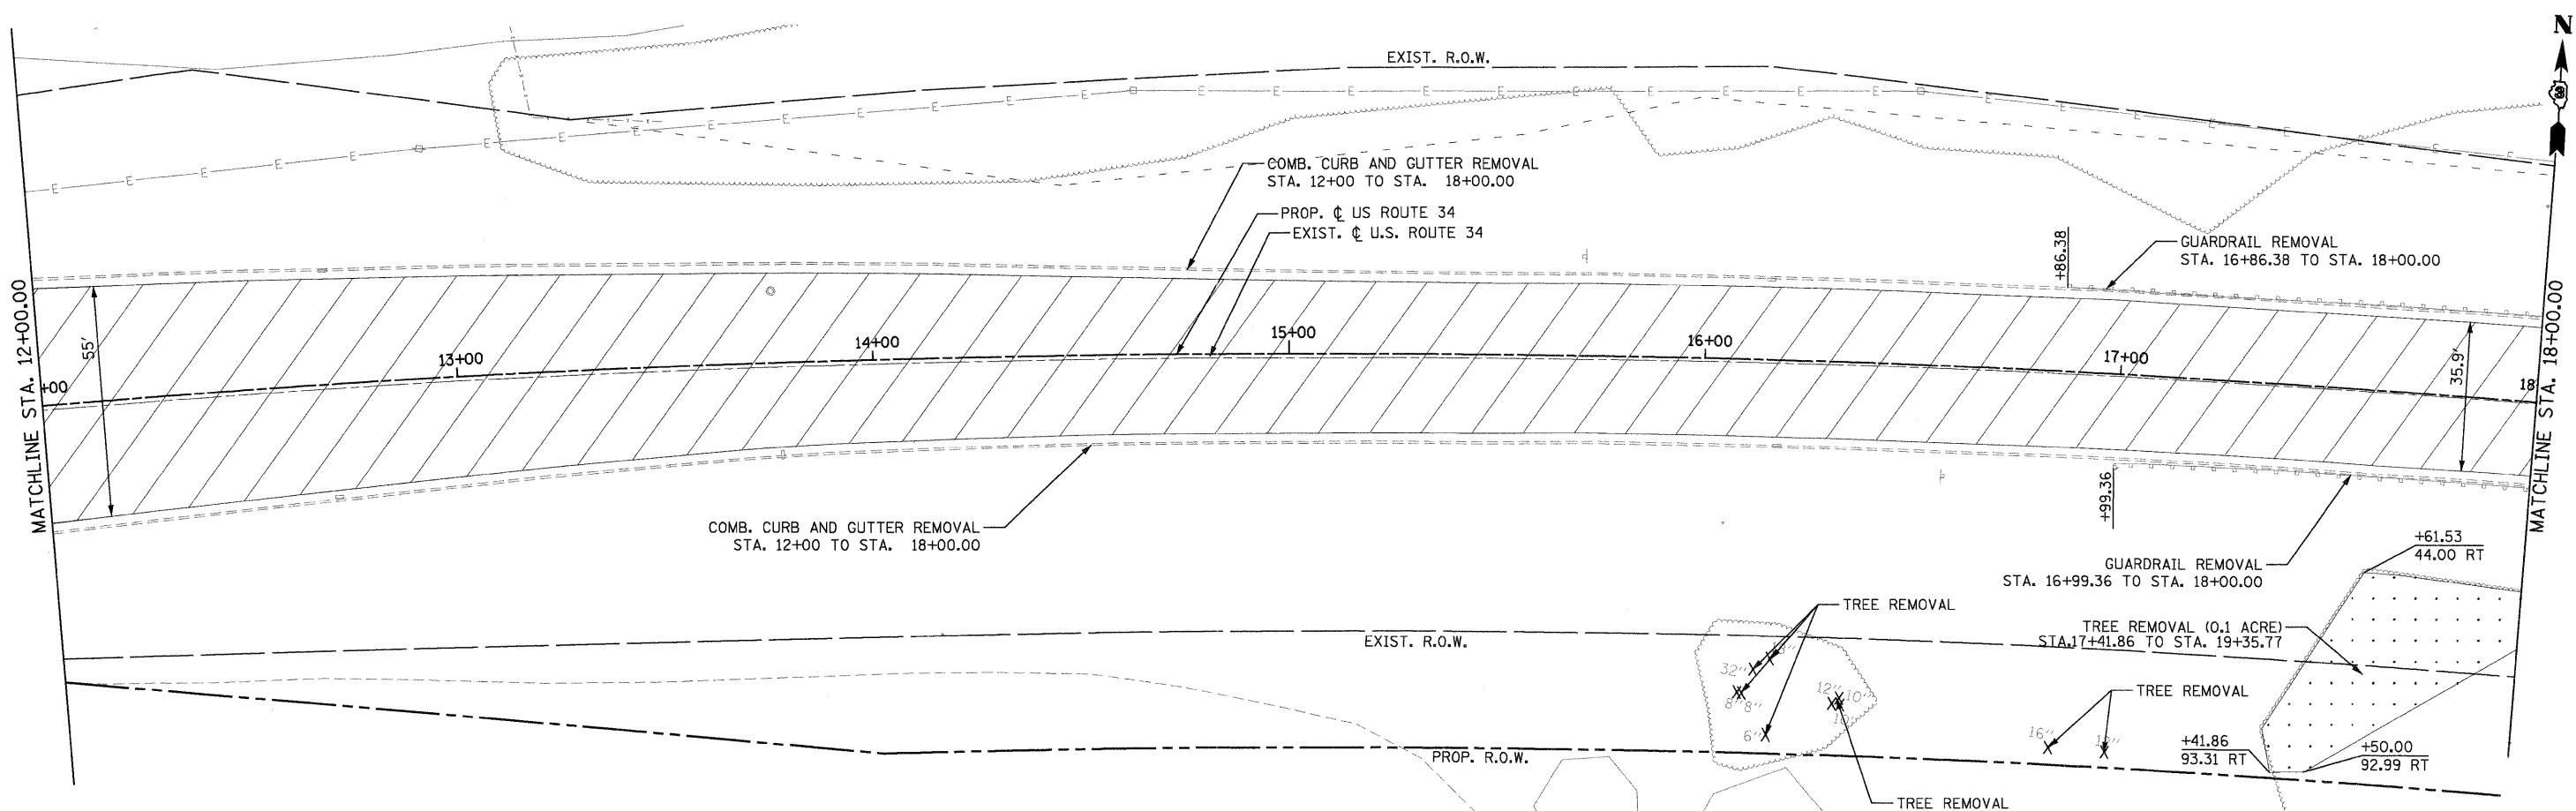 N
EXIST. R.O.W.
E E E E E E E E E E E E E E E E E E E E E E E E E E E E E E E E E
COMB. CURB AND GUTTER REMOVAL
STA. 12+00 TO STA. 18+00.00
PROP. ℄ US ROUTE 34
EXIST. ℄ U.S. ROUTE 34
+86.38
GUARDRAIL REMOVAL
STA. 16+86.38 TO STA. 18+00.00
MATCHLINE STA. 12+00.00
55'
+00
13+00
14+00
15+00
16+00
17+00
18
35.9'
MATCHLINE STA. 18+00.00
+99.36
COMB. CURB AND GUTTER REMOVAL
STA. 12+00 TO STA. 18+00.00
GUARDRAIL REMOVAL
STA. 16+99.36 TO STA. 18+00.00
+61.53
44.00 RT
TREE REMOVAL
EXIST. R.O.W.
TREE REMOVAL (0.1 ACRE)
STA.17+41.86 TO STA. 19+35.77
32"
8"
8"
12"
10"
6"
TREE REMOVAL
16"
+41.86
93.31 RT
+50.00
92.99 RT
PROP. R.O.W.
TREE REMOVAL